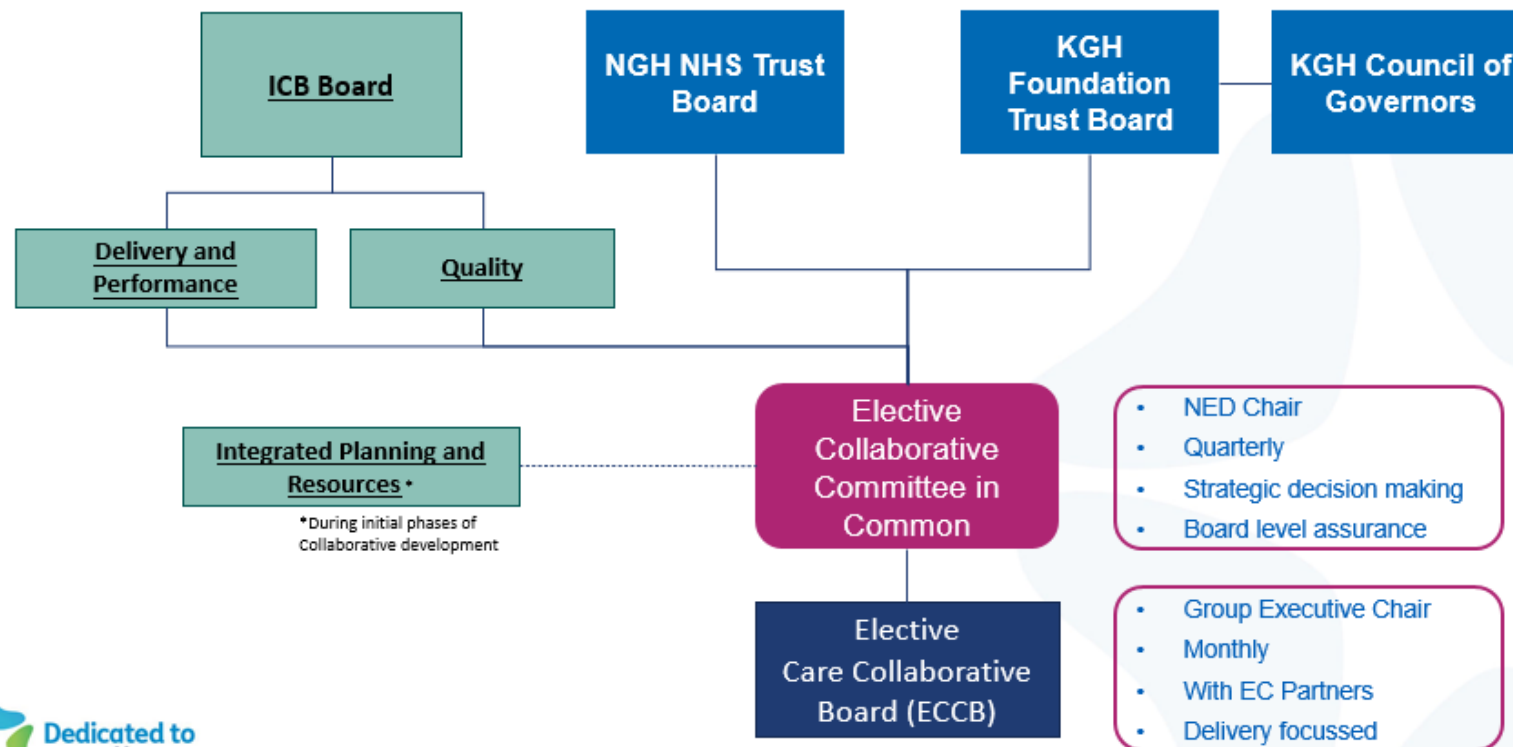 ICB Board
NGH NHS Trust
Board
KGH
Foundation
Trust Board
KGH Council of
Governors
Delivery and
Performance
Quality
Integrated Planning and
Resources *
*During initial phases of
Collaborative development
Elective
Collaborative
Committee in
Common
• NED Chair
• Quarterly
• Strategic decision making
• Board level assurance
Elective
Care Collaborative
Board (ECCB)
• Group Executive Chair
• Monthly
• With EC Partners
• Delivery focussed
Dedicated to